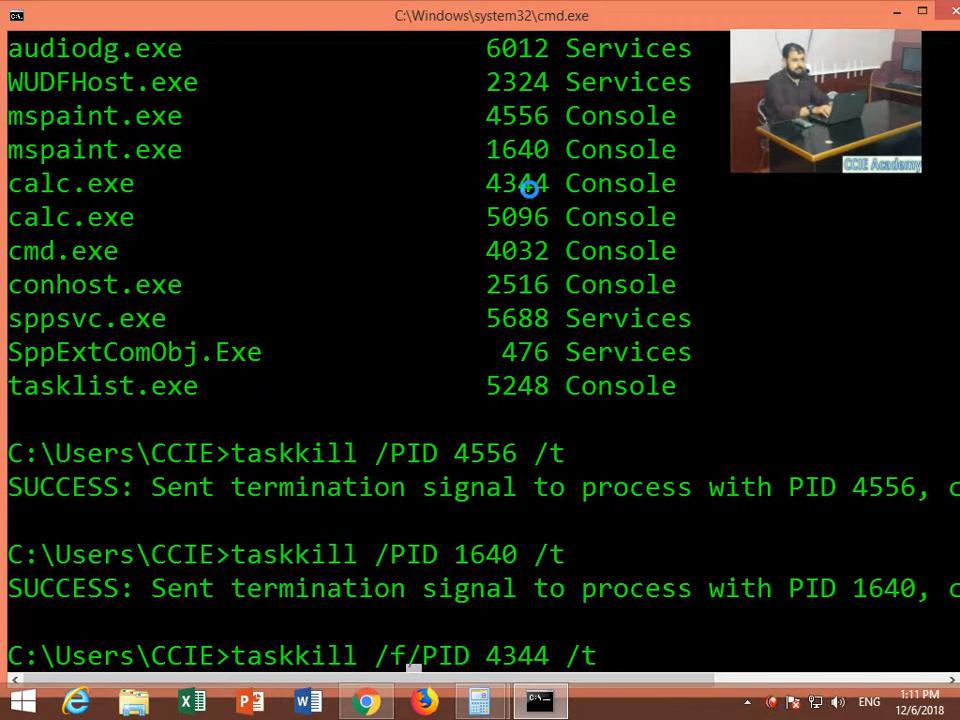 C:\Windows\system32\cmd.exe
audiodg.exe 6012 Services
WUDFHost.exe 2324 Services
mspaint.exe 4556 Console
mspaint.exe 1640 Console
calc.exe 4344 Console
calc.exe 5096 Console
cmd.exe 4032 Console
conhost.exe 2516 Console
sppsvc.exe 5688 Services
SppExtComObj.Exe 476 Services
tasklist.exe 5248 Console
C:\Users\CCIE>taskkill /PID 4556 /t
SUCCESS: Sent termination signal to process with PID 4556, c
C:\Users\CCIE>taskkill /PID 1640 /t
SUCCESS: Sent termination signal to process with PID 1640, c
C:\Users\CCIE>taskkill /f/PID 4344 /t
CCIE Academy
ENG
1:11 PM
12/6/2018